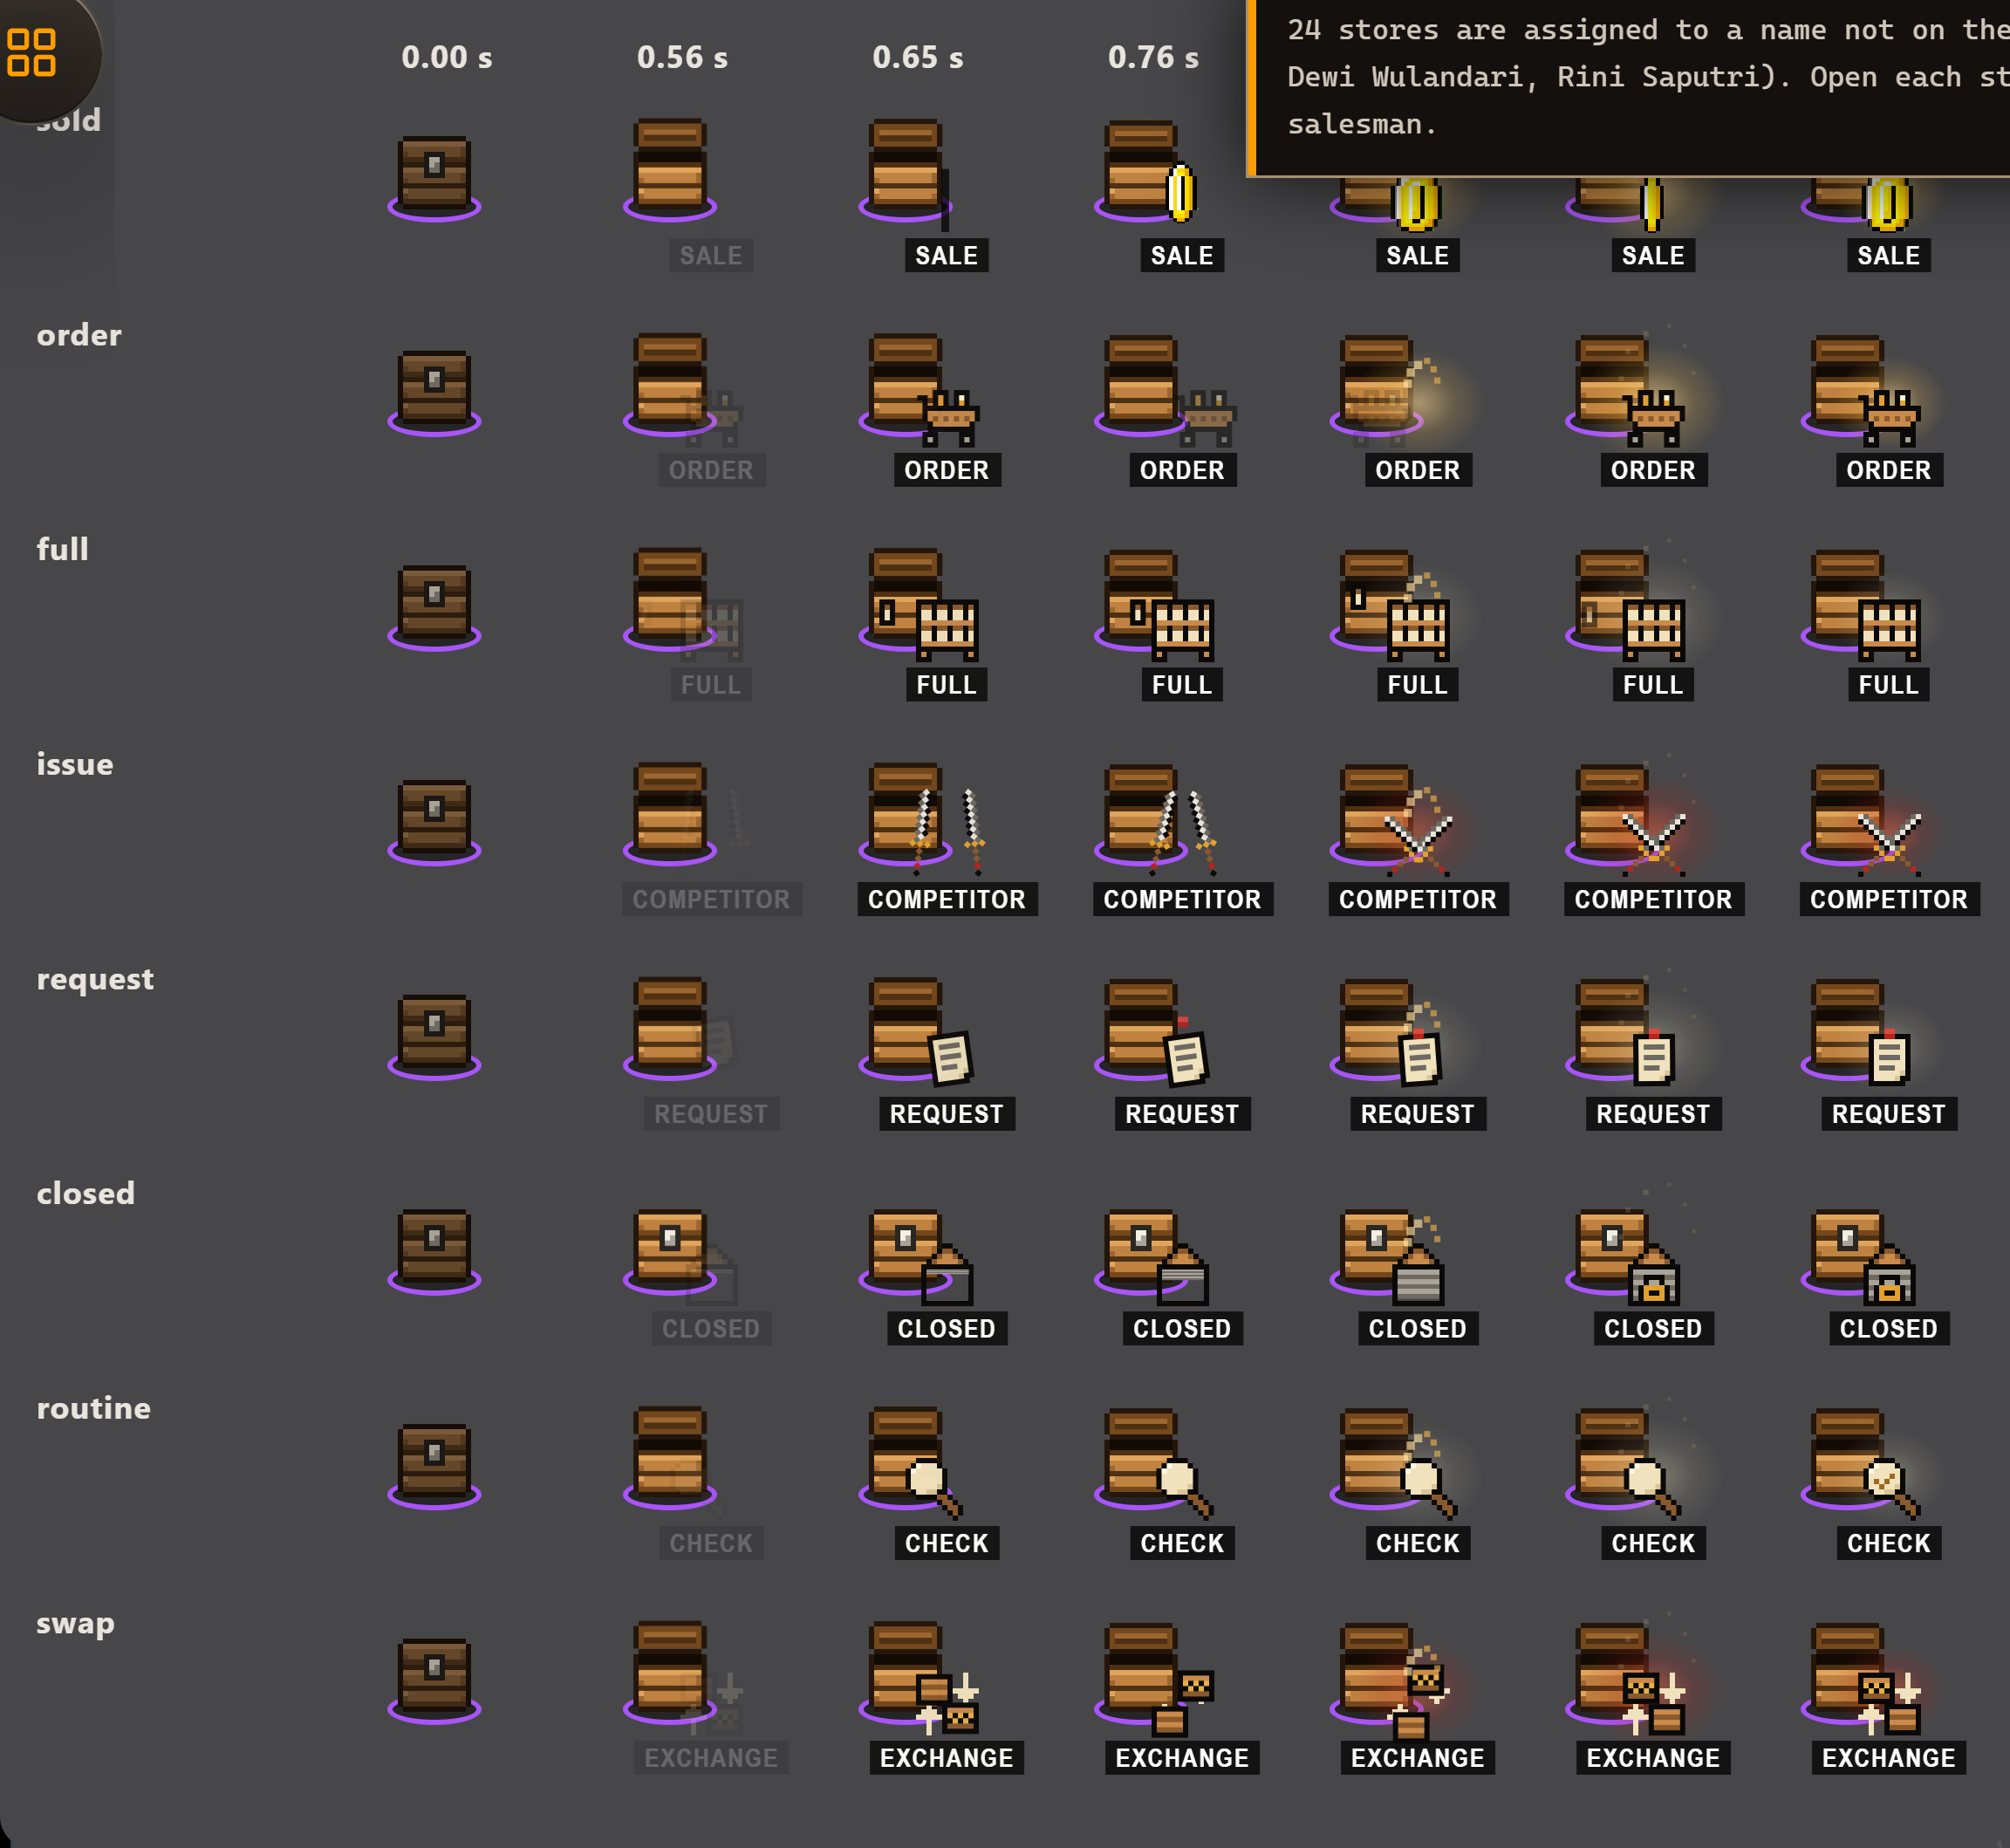 24 stores are assigned to a name not on the
Dewi Wulandari, Rini Saputri). Open each st
salesman.
0.00 s 0.56 s 0.65 s 0.76 s
sold
SALE SALE SALE SALE SALE SALE
order
ORDER ORDER ORDER ORDER ORDER ORDER
full
FULL FULL FULL FULL FULL FULL
issue
COMPETITOR COMPETITOR COMPETITOR COMPETITOR COMPETITOR COMPETITOR
request
REQUEST REQUEST REQUEST REQUEST REQUEST REQUEST
closed
CLOSED CLOSED CLOSED CLOSED CLOSED CLOSED
routine
CHECK CHECK CHECK CHECK CHECK CHECK
swap
EXCHANGE EXCHANGE EXCHANGE EXCHANGE EXCHANGE EXCHANGE